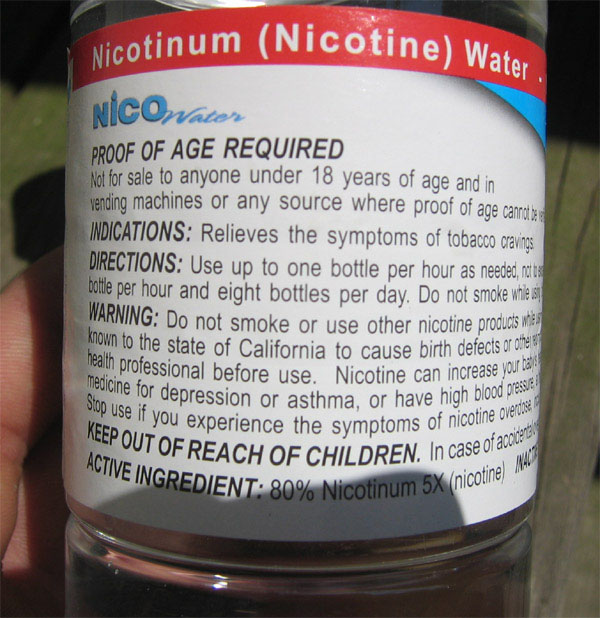 Nicotinum (Nicotine) Water -
NicoWater
PROOF OF AGE REQUIRED
Not for sale to anyone under 18 years of age and in
vending machines or any source where proof of age cannot be
INDICATIONS: Relieves the symptoms of tobacco cravings.
DIRECTIONS: Use up to one bottle per hour as needed, not to
bottle per hour and eight bottles per day. Do not smoke while using
WARNING: Do not smoke or use other nicotine products while
known to the state of California to cause birth defects or other
health professional before use. Nicotine can increase your baby's
medicine for depression or asthma, or have high blood pressure,
Stop use if you experience the symptoms of nicotine overdose,
KEEP OUT OF REACH OF CHILDREN. In case of accidental
ACTIVE INGREDIENT: 80% Nicotinum 5X (nicotine)